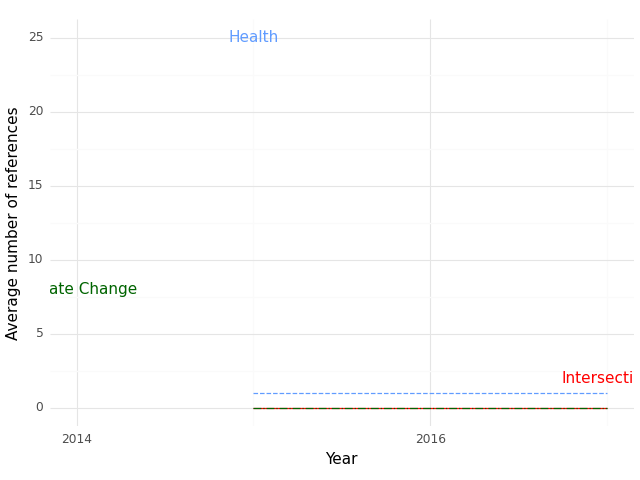 25
Health
20
15
10
ate Change
5
Intersecti
0
2014
2016
Year
Average number of references